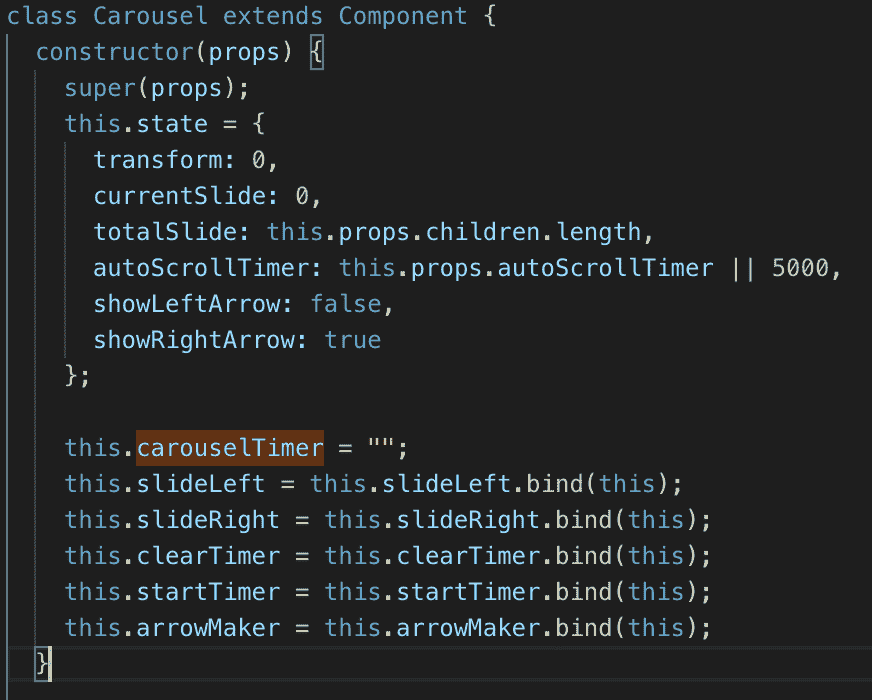 class Carousel extends Component {
constructor(props) {
super(props);
this.state = {
transform: 0,
currentSlide: 0,
totalSlide: this.props.children.length,
autoScrollTimer: this.props.autoScrollTimer || 5000,
showLeftArrow: false,
showRightArrow: true
};
this.carouselTimer = "";
this.slideLeft = this.slideLeft.bind(this);
this.slideRight = this.slideRight.bind(this);
this.clearTimer = this.clearTimer.bind(this);
this.startTimer = this.startTimer.bind(this);
this.arrowMaker = this.arrowMaker.bind(this);
}